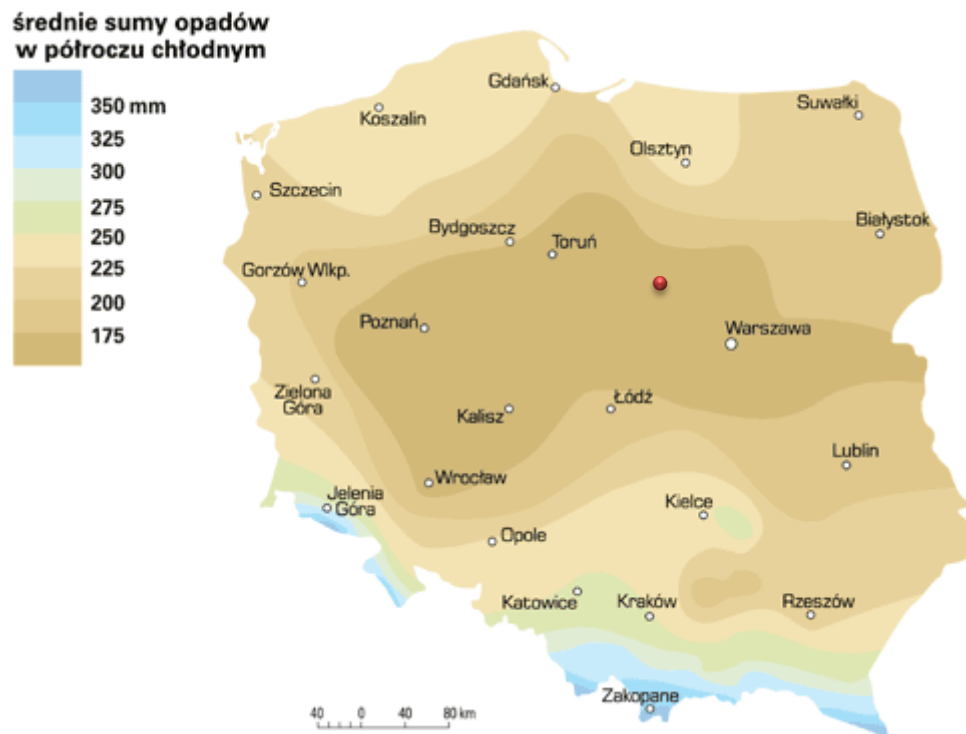 średnie sumy opadów
w półroczu chłodnym
350 mm
325
300
275
250
225
200
175
Gdańsk
Koszalin
Suwałki
Olsztyn
Szczecin
Bydgoszcz
Toruń
Białystok
Gorzów Wlkp.
Poznań
Warszawa
Zielona
Góra
Kalisz
Łódź
Lublin
Wrocław
Jelenia
Góra
Kielce
Opole
Katowice
Kraków
Rzeszów
Zakopane
40 0 40 80 km